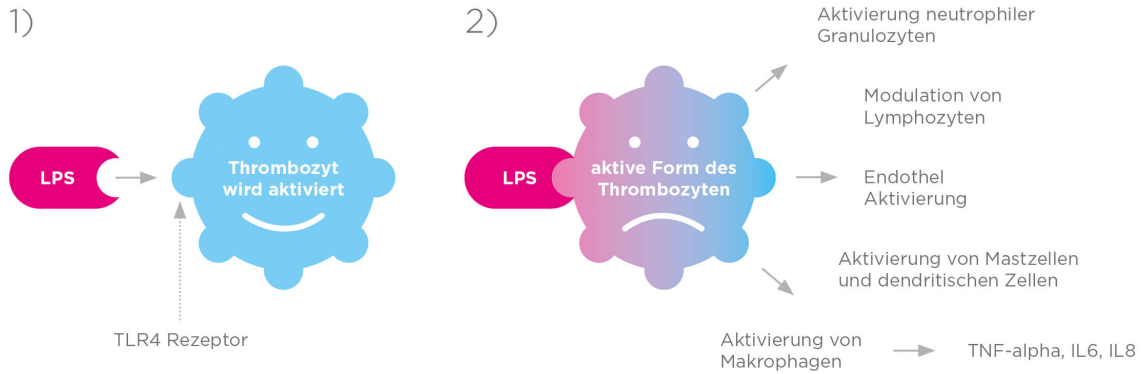 1)
LPS
Thrombozyt
wird aktiviert
TLR4 Rezeptor
2)
LPS
aktive Form des
Thrombozyten
Aktivierung neutrophiler
Granulozyten
Modulation von
Lymphozyten
Endothel
Aktivierung
Aktivierung von Mastzellen
und dendritischen Zellen
Aktivierung von
Makrophagen
TNF-alpha, IL6, IL8